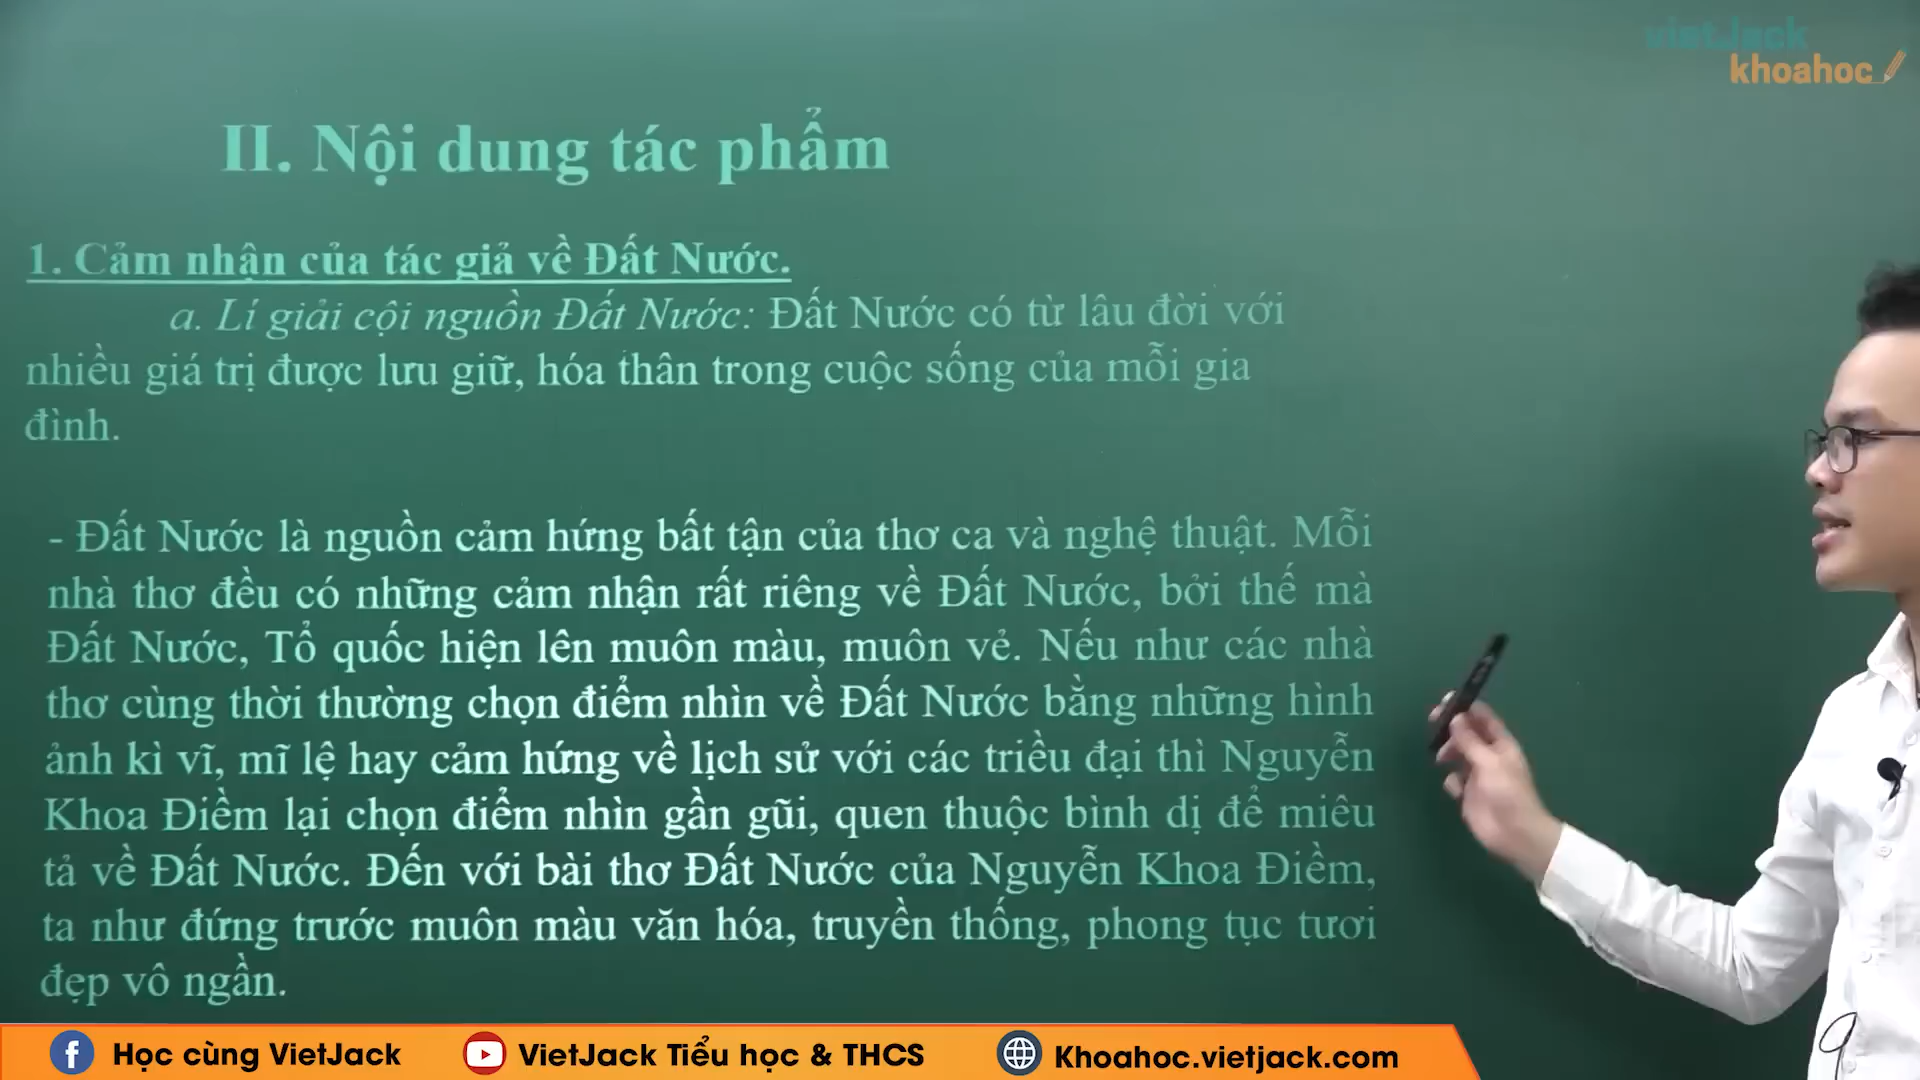 vietJack
khoahoc
II. Nội dung tác phẩm
1. Cảm nhận của tác giả về Đất Nước.
a. Lí giải cội nguồn Đất Nước: Đất Nước có từ lâu đời với
nhiều giá trị được lưu giữ, hóa thân trong cuộc sống của mỗi gia
đình.
- Đất Nước là nguồn cảm hứng bất tận của thơ ca và nghệ thuật. Mỗi
nhà thơ đều có những cảm nhận rất riêng về Đất Nước, bởi thế mà
Đất Nước, Tổ quốc hiện lên muôn màu, muôn vẻ. Nếu như các nhà
thơ cùng thời thường chọn điểm nhìn về Đất Nước bằng những hình
ảnh kì vĩ, mĩ lệ hay cảm hứng về lịch sử với các triều đại thì Nguyễn
Khoa Điềm lại chọn điểm nhìn gần gũi, quen thuộc bình dị để miêu
tả về Đất Nước. Đến với bài thơ Đất Nước của Nguyễn Khoa Điềm,
ta như đứng trước muôn màu văn hóa, truyền thống, phong tục tươi
đẹp vô ngần.
Học cùng VietJack
VietJack Tiểu học & THCS
Khoahoc.vietjack.com